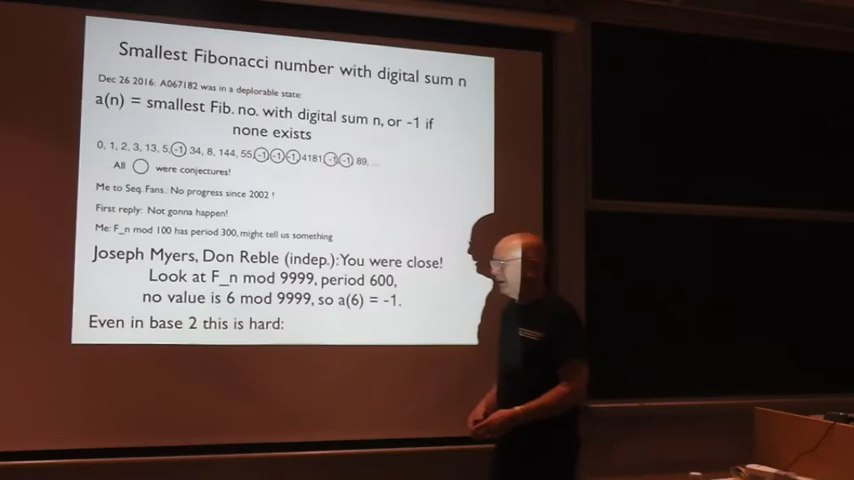 Smallest Fibonacci number with digital sum n
Dec 26 2016: A067182 was in a deplorable state:
a(n) = smallest Fib. no. with digital sum n, or -1 if
none exists
0, 1, 2, 3, 13, 5, -1, 34, 8, 144, 55, -1, -1, -1, 4181, -1, -1, 89, ...
All ◯ were conjectures!
Me to Seq. Fans: No progress since 2002 !
First reply: Not gonna happen!
Me: F_n mod 100 has period 300, might tell us something
Joseph Myers, Don Reble (indep.): You were close!
Look at F_n mod 9999, period 600,
no value is 6 mod 9999, so a(6) = -1.
Even in base 2 this is hard: